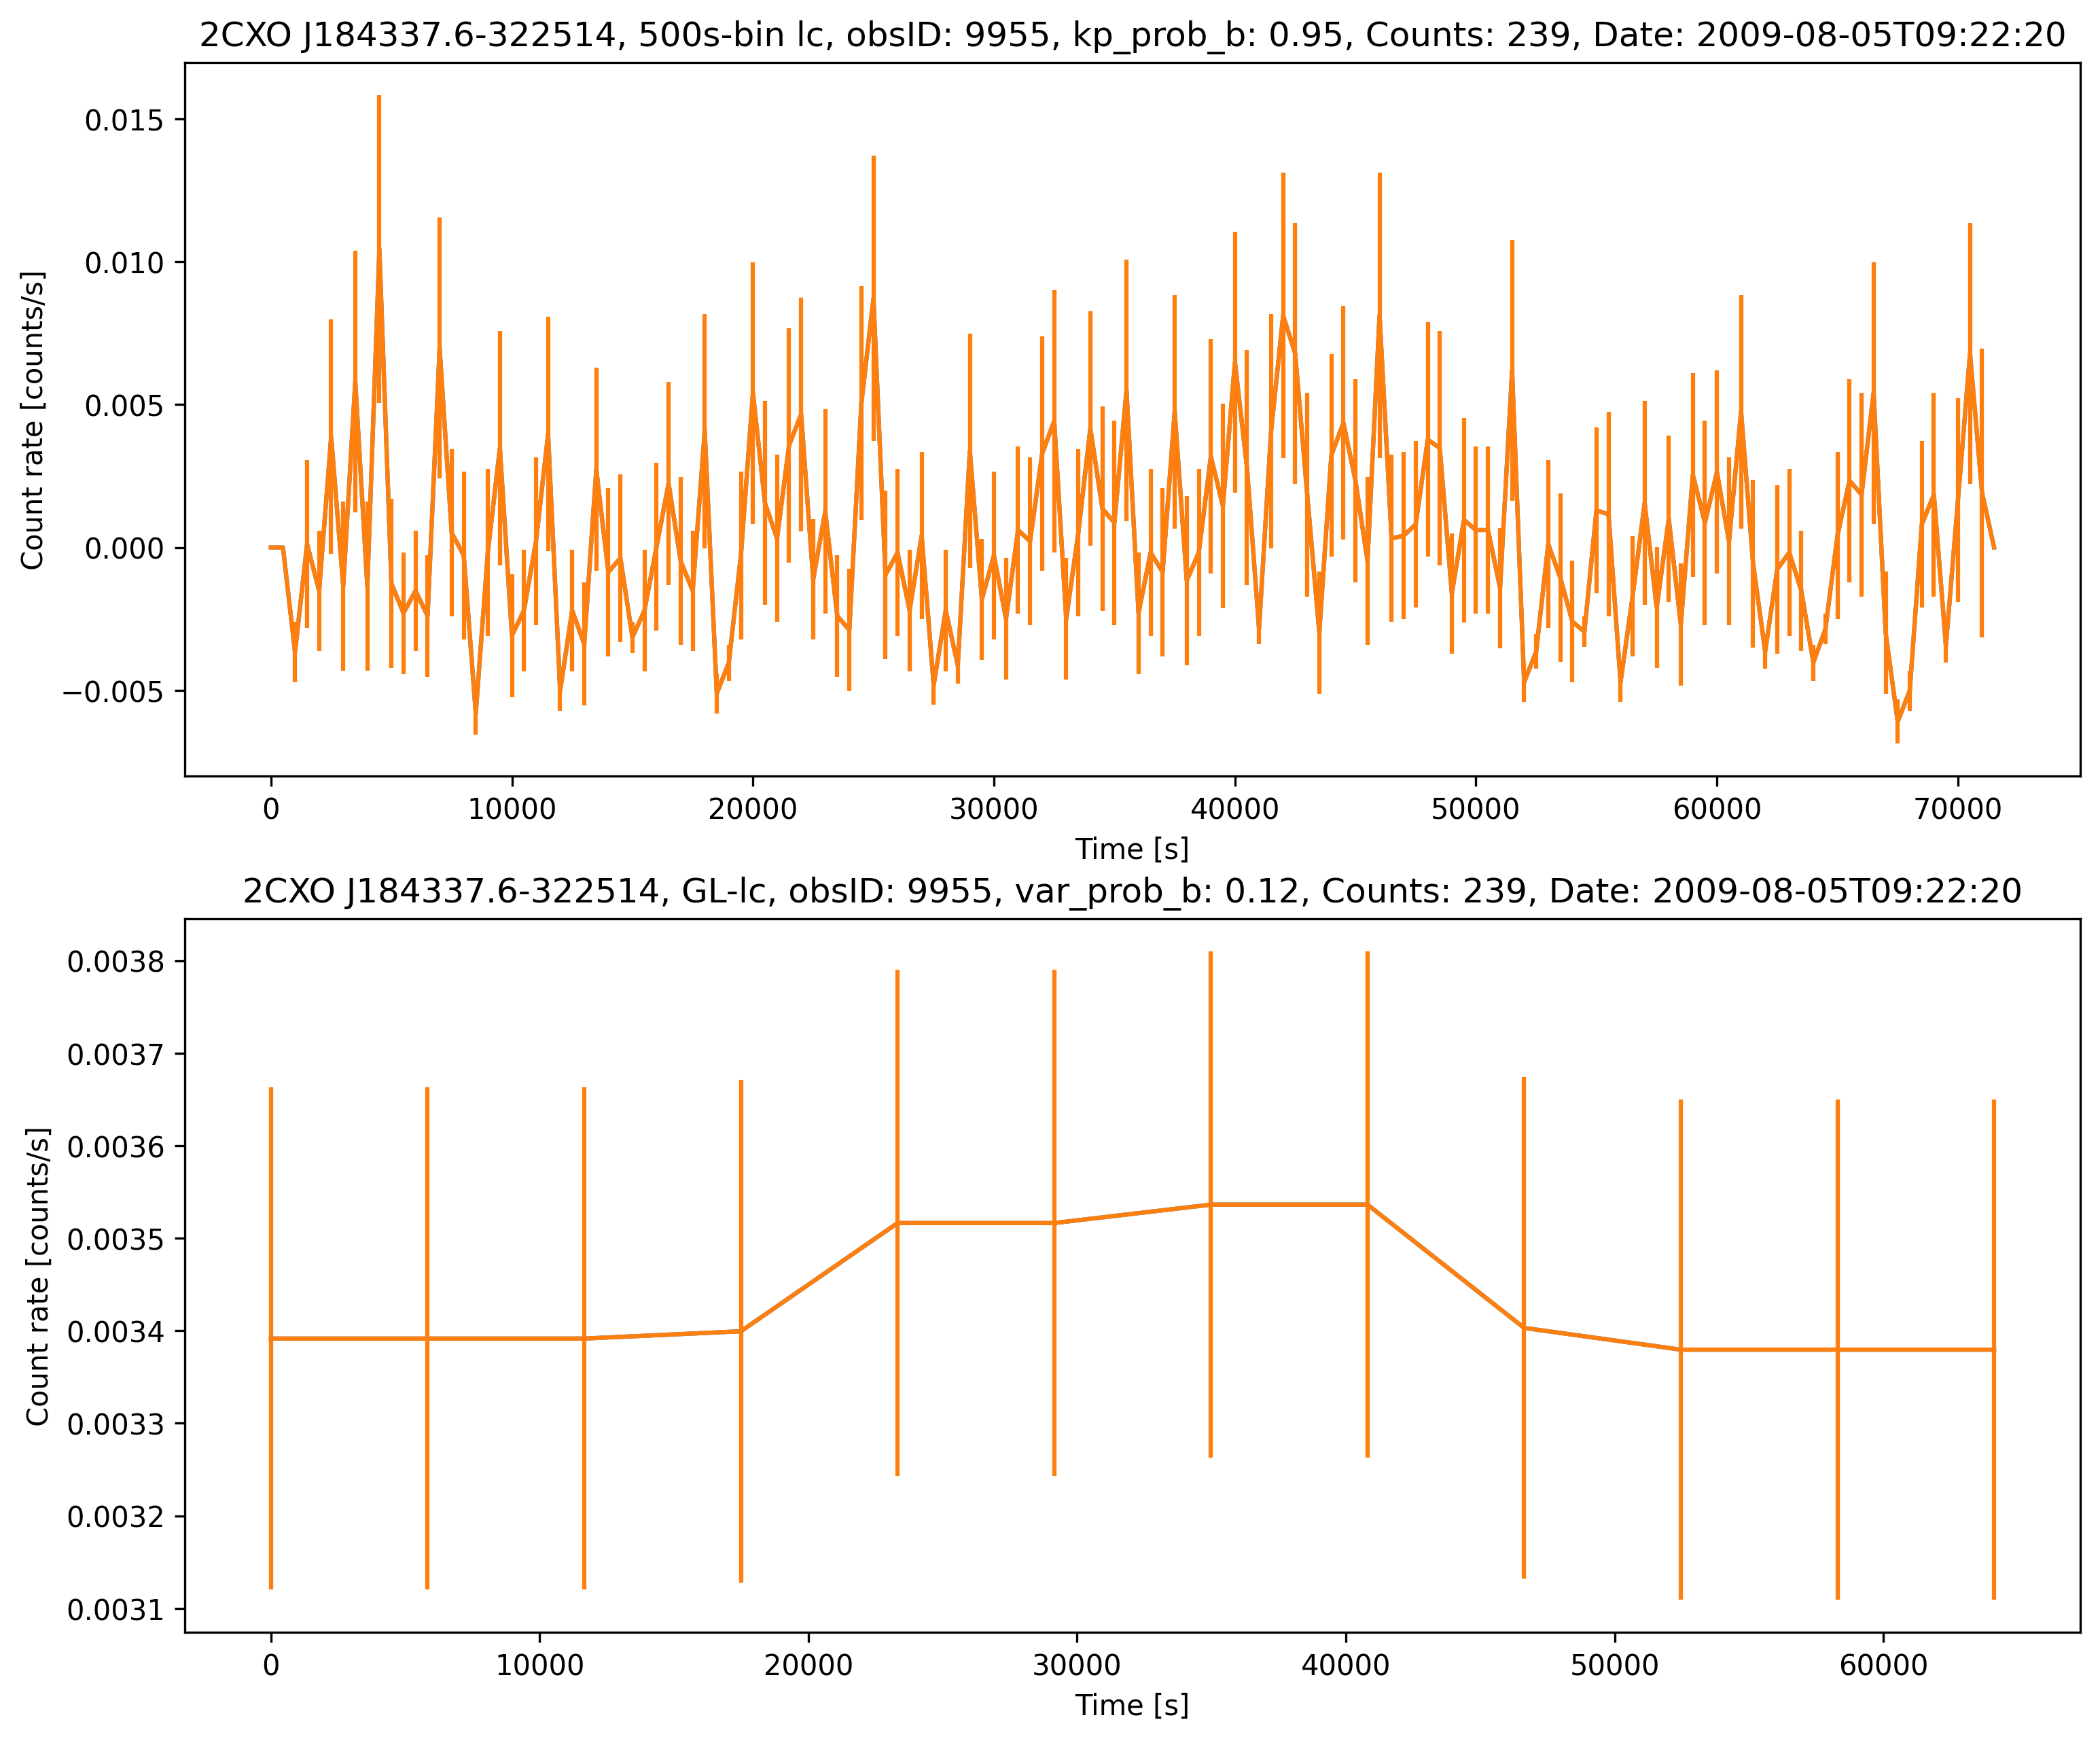 2CXO J184337.6-322514, 500s-bin lc, obsID: 9955, kp_prob_b: 0.95, Counts: 239, Date: 2009-08-05T09:22:20
Count rate [counts/s]
0.015
0.010
0.005
0.000
−0.005
0 10000 20000 30000 40000 50000 60000 70000
Time [s]
2CXO J184337.6-322514, GL-lc, obsID: 9955, var_prob_b: 0.12, Counts: 239, Date: 2009-08-05T09:22:20
Count rate [counts/s]
0.0038
0.0037
0.0036
0.0035
0.0034
0.0033
0.0032
0.0031
0 10000 20000 30000 40000 50000 60000
Time [s]